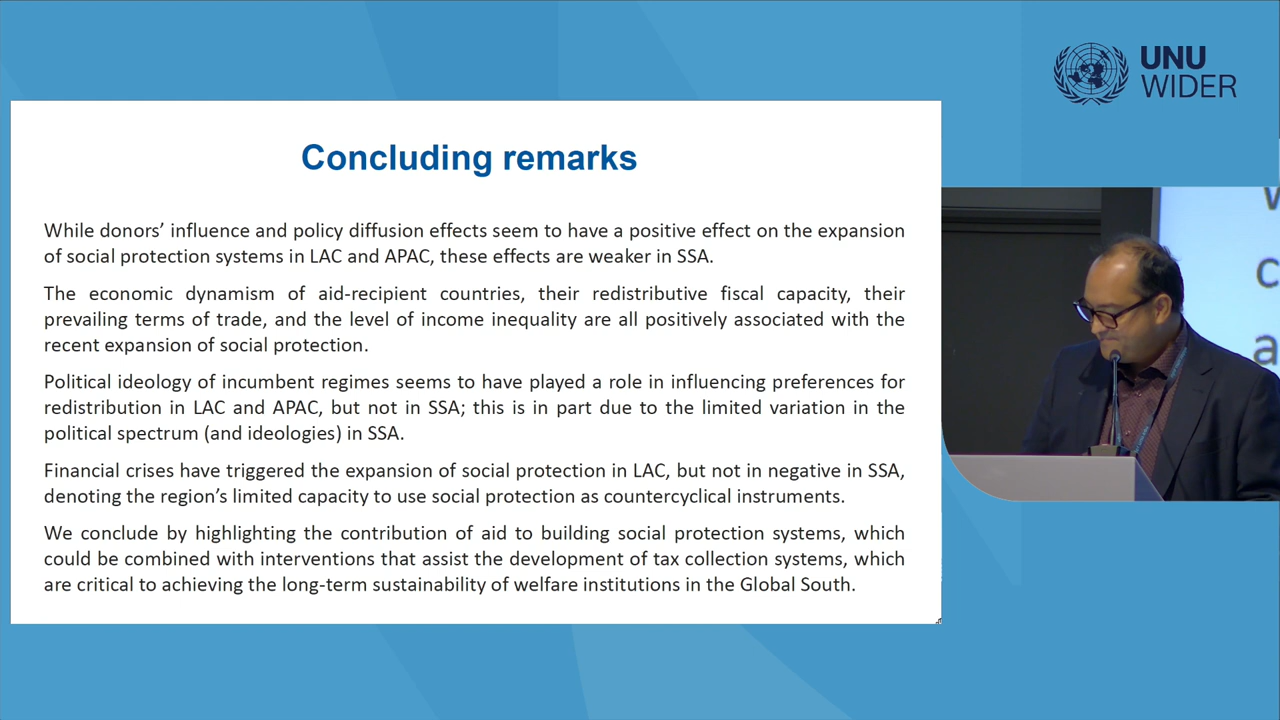 UNU
WIDER
Concluding remarks
While donors’ influence and policy diffusion effects seem to have a positive effect on the expansion
of social protection systems in LAC and APAC, these effects are weaker in SSA.
The economic dynamism of aid-recipient countries, their redistributive fiscal capacity, their
prevailing terms of trade, and the level of income inequality are all positively associated with the
recent expansion of social protection.
Political ideology of incumbent regimes seems to have played a role in influencing preferences for
redistribution in LAC and APAC, but not in SSA; this is in part due to the limited variation in the
political spectrum (and ideologies) in SSA.
Financial crises have triggered the expansion of social protection in LAC, but not in negative in SSA,
denoting the region’s limited capacity to use social protection as countercyclical instruments.
We conclude by highlighting the contribution of aid to building social protection systems, which
could be combined with interventions that assist the development of tax collection systems, which
are critical to achieving the long-term sustainability of welfare institutions in the Global South.